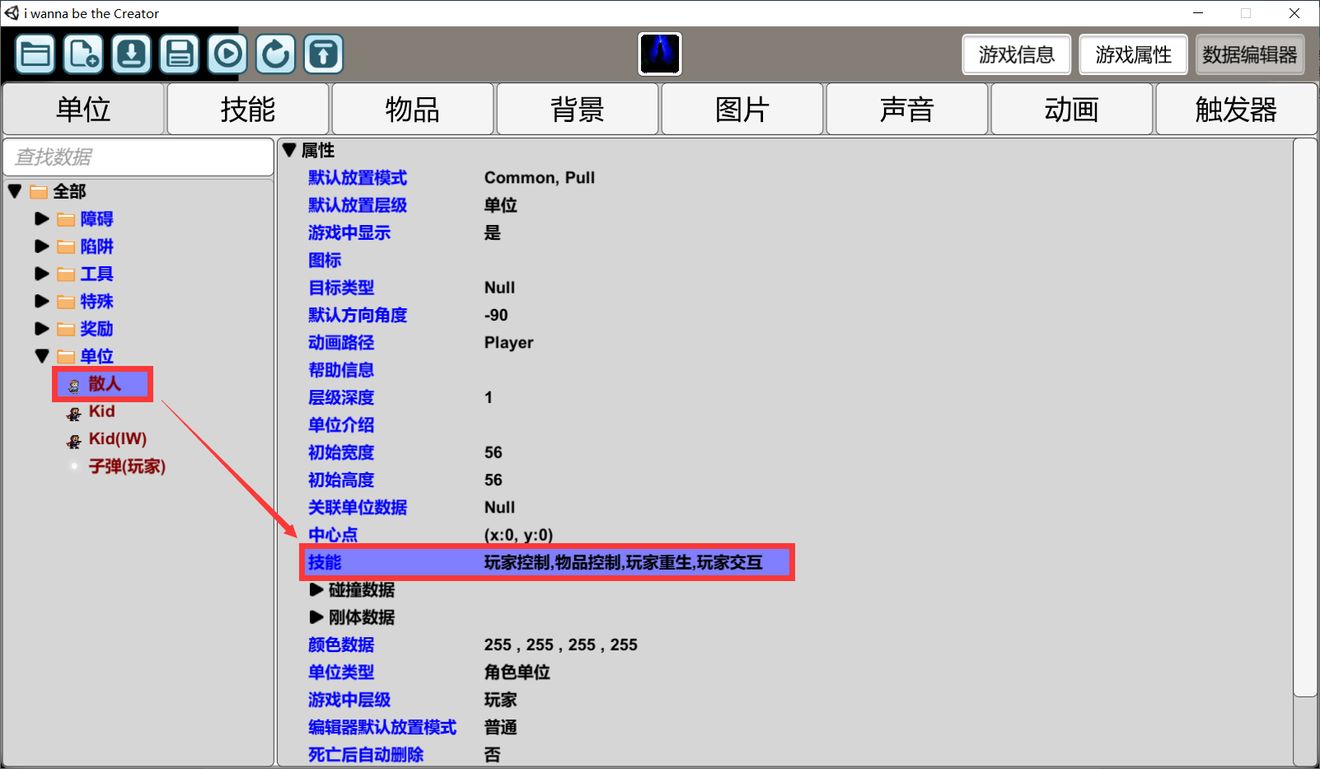 i wanna be the Creator
游戏信息 游戏属性 数据编辑器
单位 技能 物品 背景 图片 声音 动画 触发器
查找数据
全部
障碍
陷阱
工具
特殊
奖励
单位
散人
Kid
Kid(IW)
子弹(玩家)
属性
默认放置模式 Common, Pull
默认放置层级 单位
游戏中显示 是
图标
目标类型 Null
默认方向角度 -90
动画路径 Player
帮助信息
层级深度 1
单位介绍
初始宽度 56
初始高度 56
关联单位数据 Null
中心点 (x:0, y:0)
技能 玩家控制,物品控制,玩家重生,玩家交互
碰撞数据
刚体数据
颜色数据 255 , 255 , 255 , 255
单位类型 角色单位
游戏中层级 玩家
编辑器默认放置模式 普通
死亡后自动删除 否